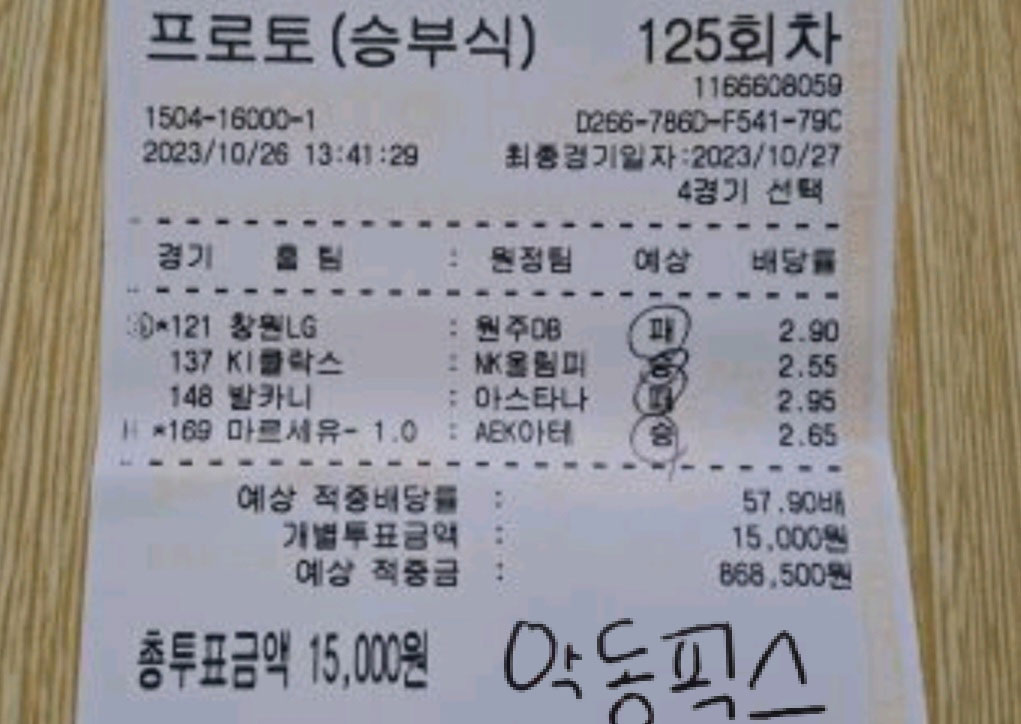 프로토(승부식) 125회차
1166608059
1504-16000-1 D266-786D-F541-79C
2023/10/26 13:41:29 최종경기일자:2023/10/27
4경기 선택
경기 홈 팀 : 원정팀 예상 배당률
*121 창원LG : 원주DB 패 2.90
137 KI클락스 : NK올림피 승 2.55
148 발카니 : 아스타나 패 2.95
H *169 마르세유- 1.0 : AEK아테 승 2.65
예상 적중배당률 : 57.90배
개별투표금액 : 15,000원
예상 적중금 : 868,500원
총투표금액 15,000원 악동픽스